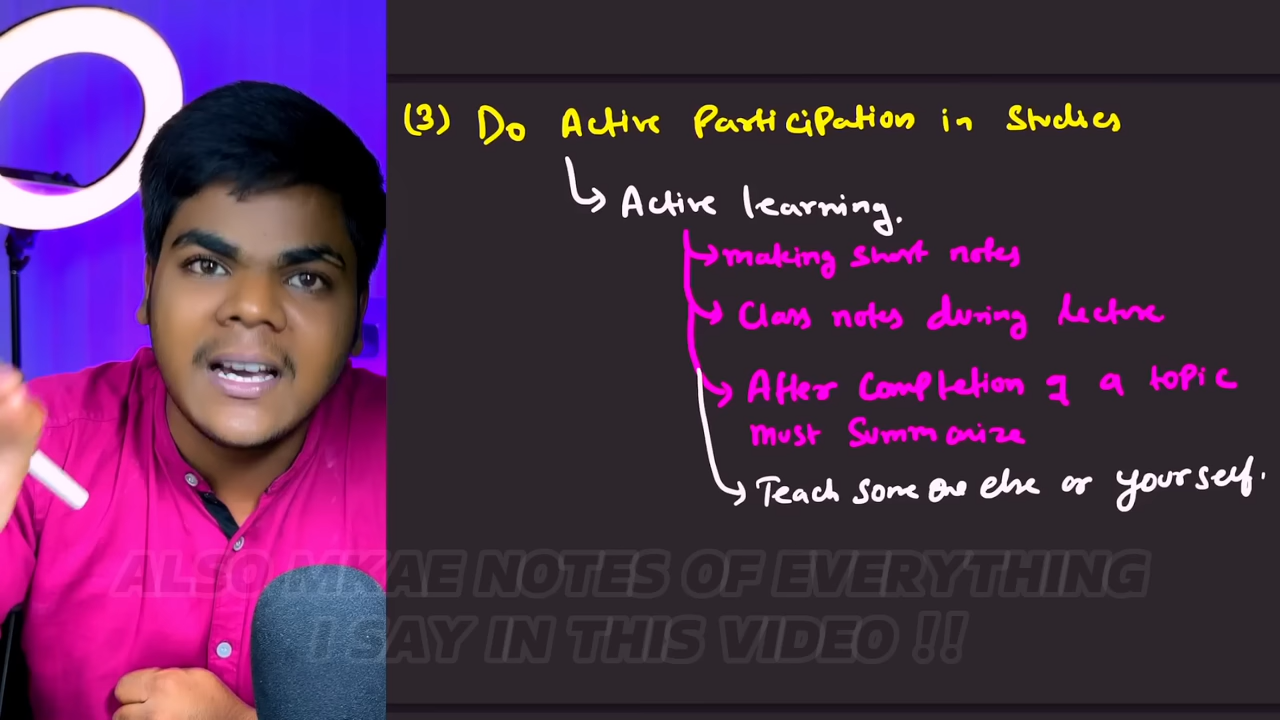 (3) Do Active Participation in Studies
Active learning.
making short notes
Class notes during lecture
After Completion of a topic
must Summarize
Teach some one else or yourself.
ALSO MKAE NOTES OF EVERYTHING
I SAY IN THIS VIDEO !!